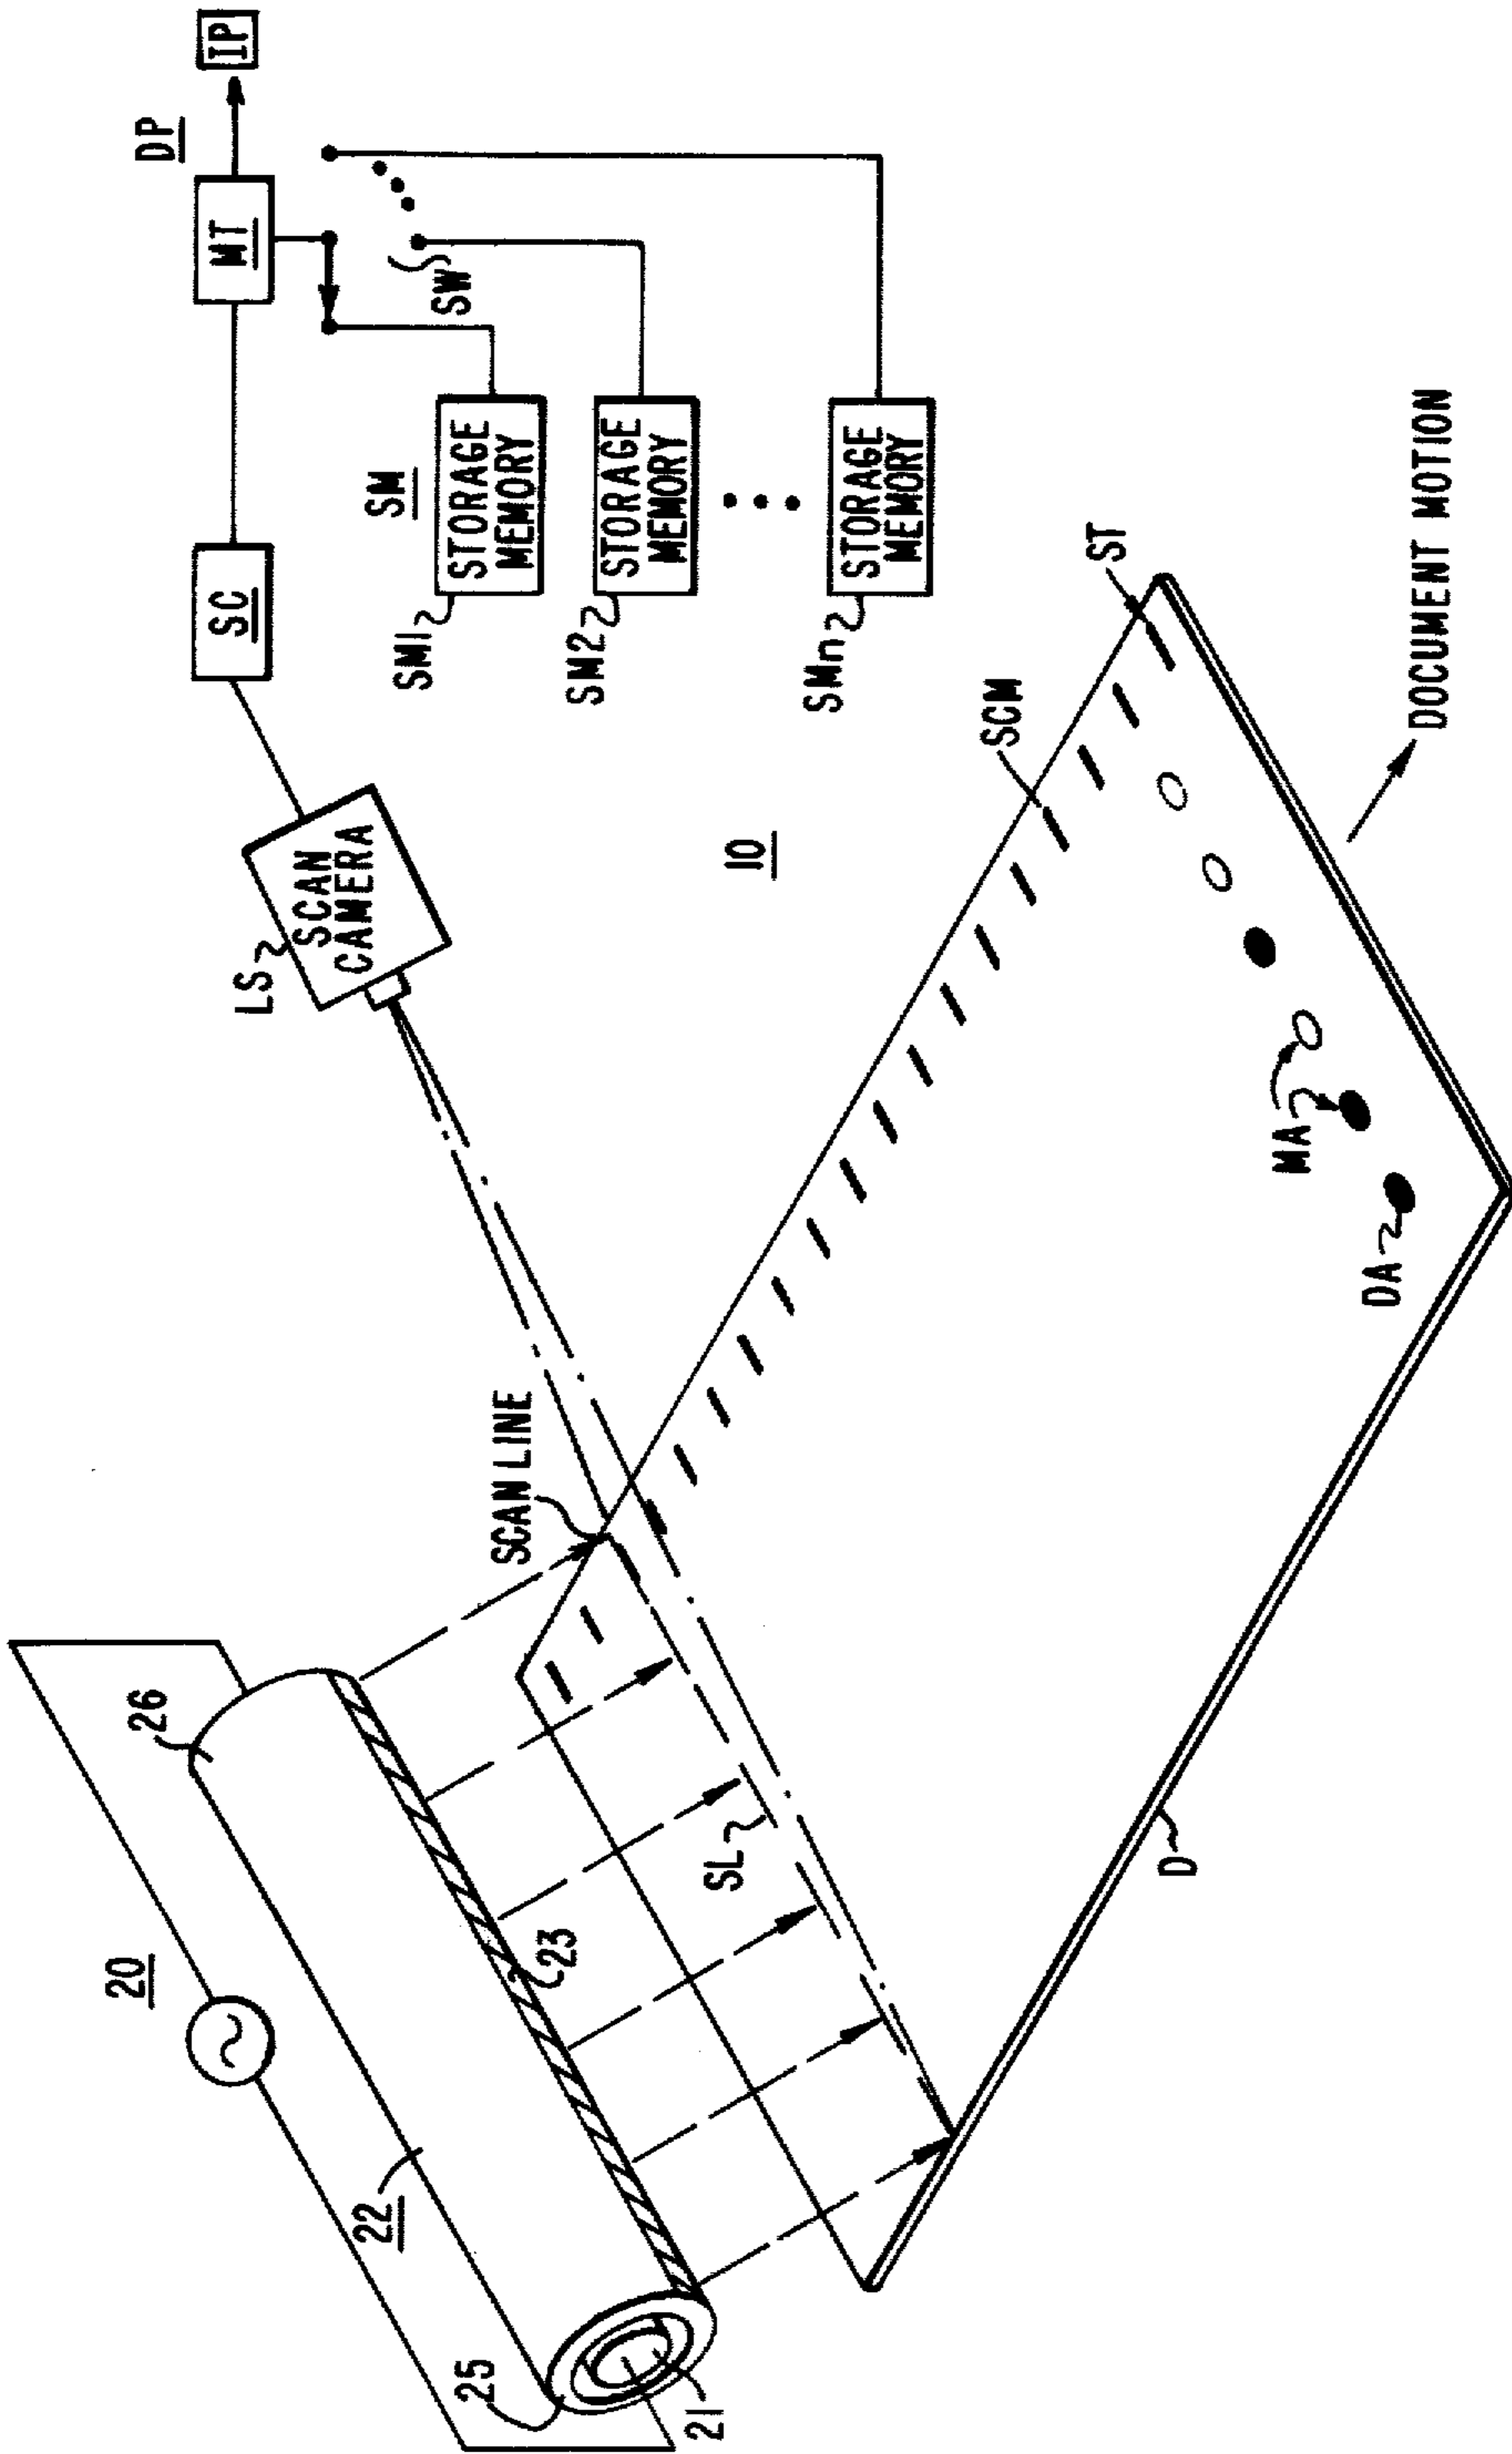 20
26
25
22
23
21
SCAN LINE
SL
D
LS
SCAN
CAMERA
10
SC
MT
DP
IP
SW
SM
SM1
STORAGE
MEMORY
SM2
STORAGE
MEMORY
SMn
STORAGE
MEMORY
SCM
ST
MA
DA
DOCUMENT MOTION